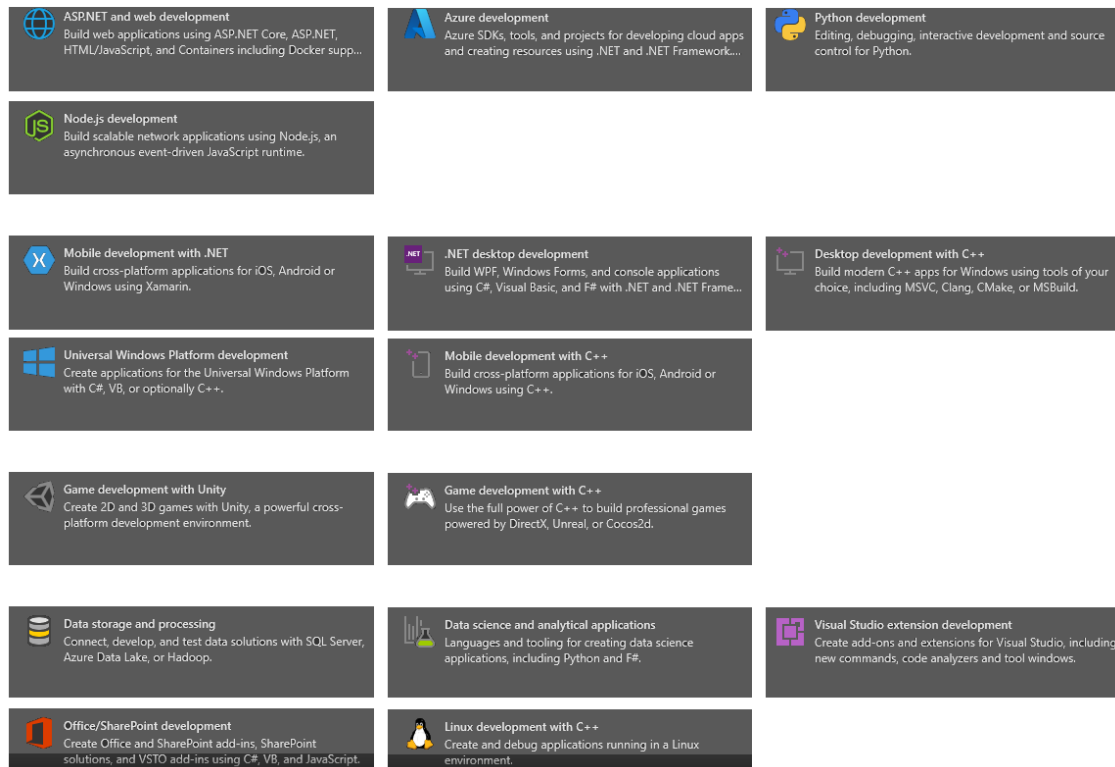 ASP.NET and web development
Build web applications using ASP.NET Core, ASP.NET,
HTML/JavaScript, and Containers including Docker supp...
Azure development
Azure SDKs, tools, and projects for developing cloud apps
and creating resources using .NET and .NET Framework....
Python development
Editing, debugging, interactive development and source
control for Python.
Node.js development
Build scalable network applications using Node.js, an
asynchronous event-driven JavaScript runtime.
Mobile development with .NET
Build cross-platform applications for iOS, Android or
Windows using Xamarin.
.NET
.NET desktop development
Build WPF, Windows Forms, and console applications
using C#, Visual Basic, and F# with .NET and .NET Frame...
Desktop development with C++
Build modern C++ apps for Windows using tools of your
choice, including MSVC, Clang, CMake, or MSBuild.
Universal Windows Platform development
Create applications for the Universal Windows Platform
with C#, VB, or optionally C++.
Mobile development with C++
Build cross-platform applications for iOS, Android or
Windows using C++.
Game development with Unity
Create 2D and 3D games with Unity, a powerful cross-
platform development environment.
Game development with C++
Use the full power of C++ to build professional games
powered by DirectX, Unreal, or Cocos2d.
Data storage and processing
Connect, develop, and test data solutions with SQL Server,
Azure Data Lake, or Hadoop.
Data science and analytical applications
Languages and tooling for creating data science
applications, including Python and F#.
Visual Studio extension development
Create add-ons and extensions for Visual Studio, including
new commands, code analyzers and tool windows.
Office/SharePoint development
Create Office and SharePoint add-ins, SharePoint
solutions, and VSTO add-ins using C#, VB, and JavaScript.
Linux development with C++
Create and debug applications running in a Linux
environment.